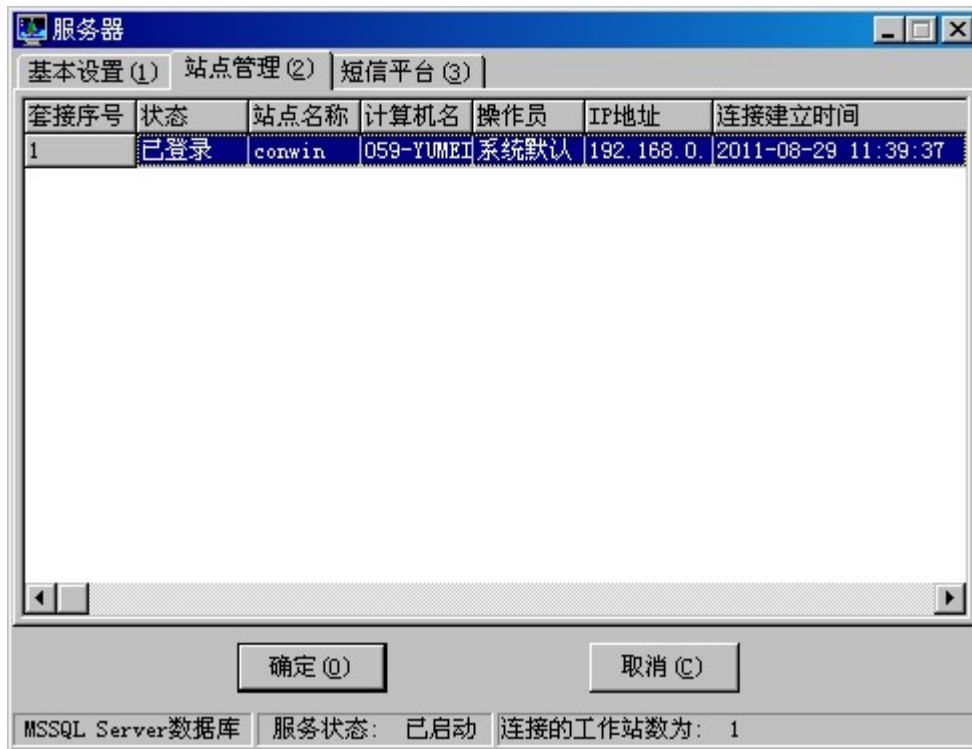 服务器
基本设置(1) 站点管理(2) 短信平台(3)
套接序号 状态 站点名称 计算机名 操作员 IP地址 连接建立时间
1 已登录 conwin 059-YUMEI 系统默认 192.168.0. 2011-08-29 11:39:37
确定(O) 取消(C)
MSSQL Server数据库 服务状态: 已启动 连接的工作站数为: 1